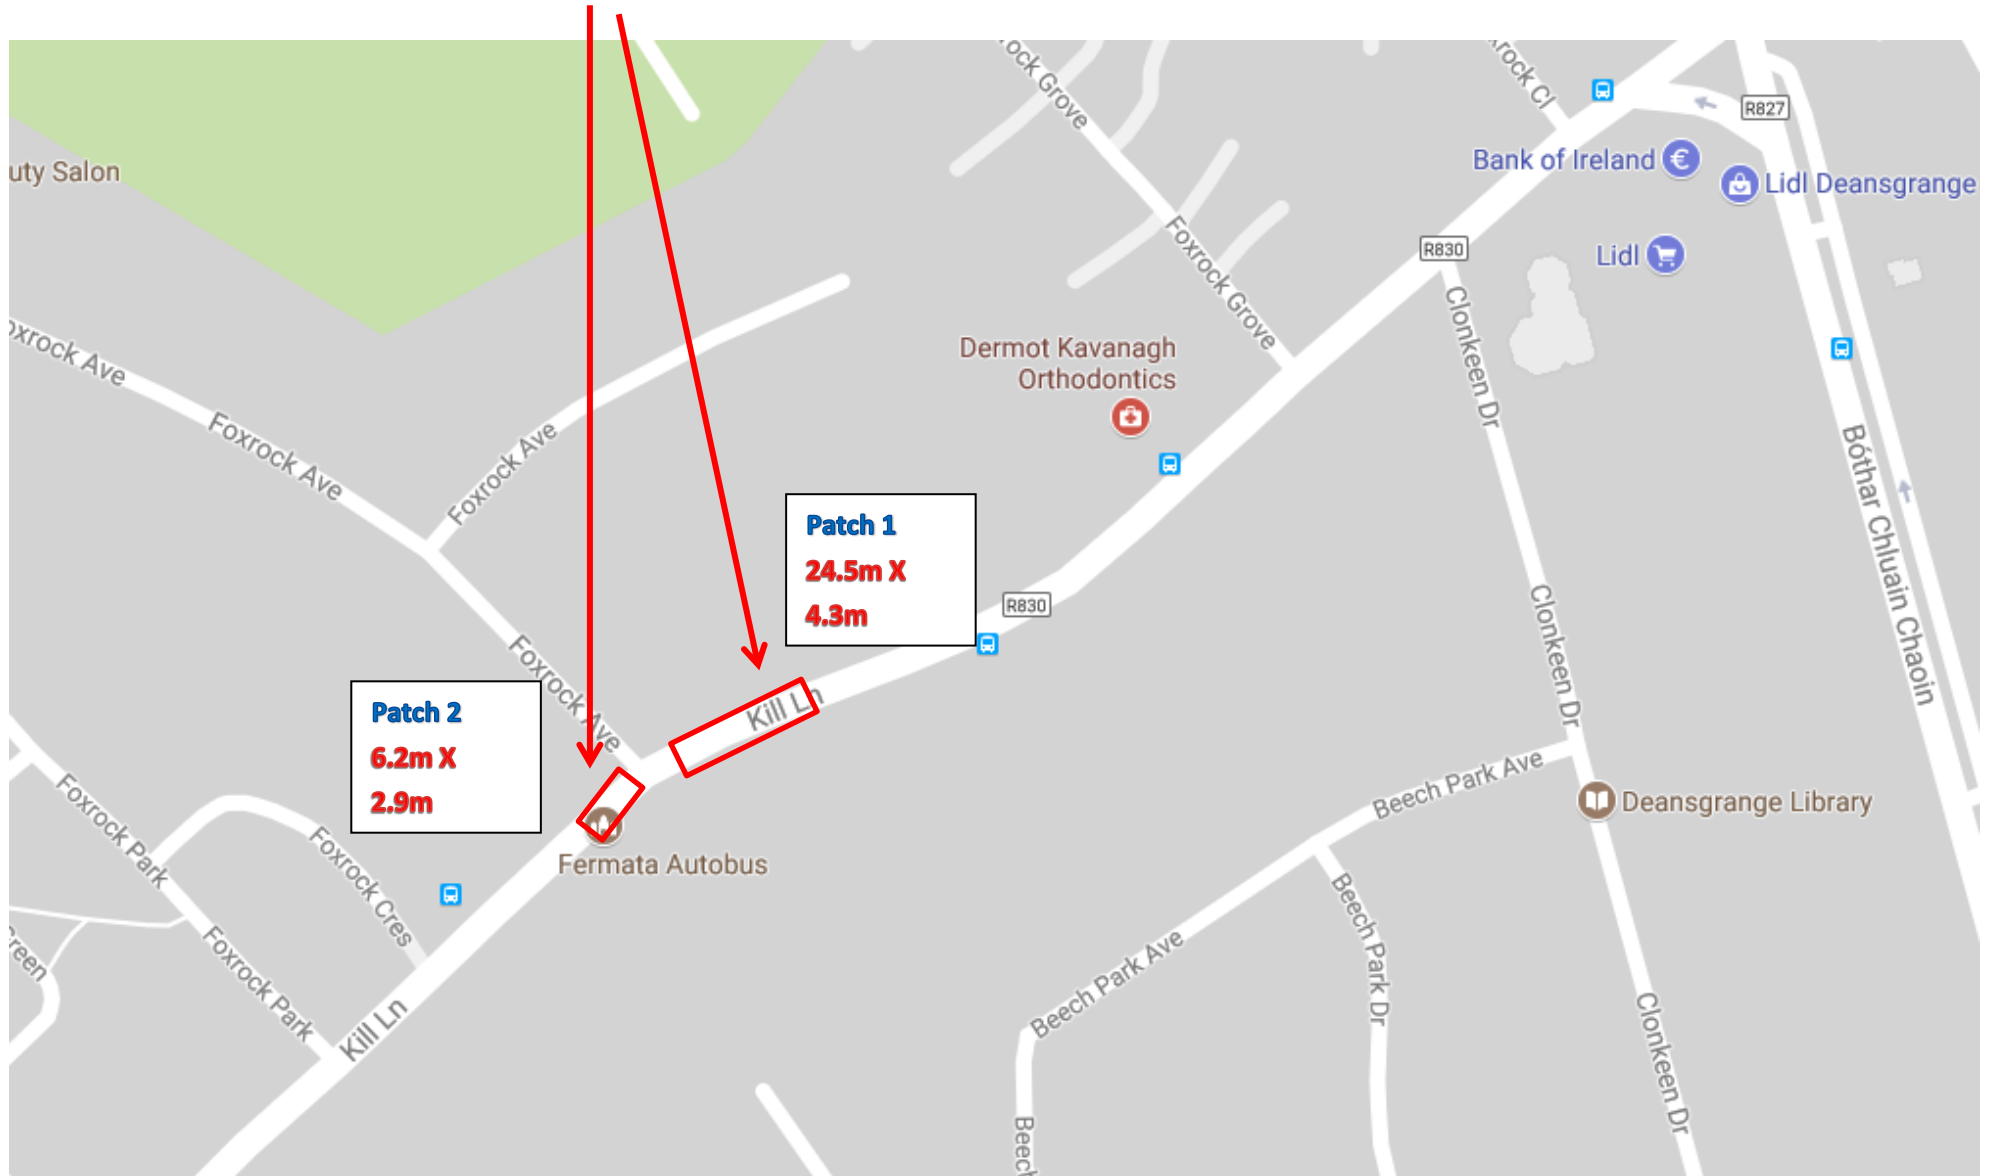 ock Grove
rock Cl
R827
uty Salon
Bank of Ireland
Lidl Deansgrange
Foxrock Grove
R830
Lidl
oxrock Ave
Clonkeen Dr
Dermot Kavanagh
Orthodontics
Foxrock Ave
Foxrock Ave
Bóthar Chluain Chaoin
Patch 1
24.5m X
4.3m
R830
Clonkeen Dr
Foxrock Ave
Kill Ln
Patch 2
6.2m X
2.9m
Beech Park Ave
Deansgrange Library
Foxrock Park
Foxrock Cres
Fermata Autobus
Beech Park Dr
Green
Foxrock Park
Beech Park Ave
Kill Ln
Clonkeen Dr
Beech